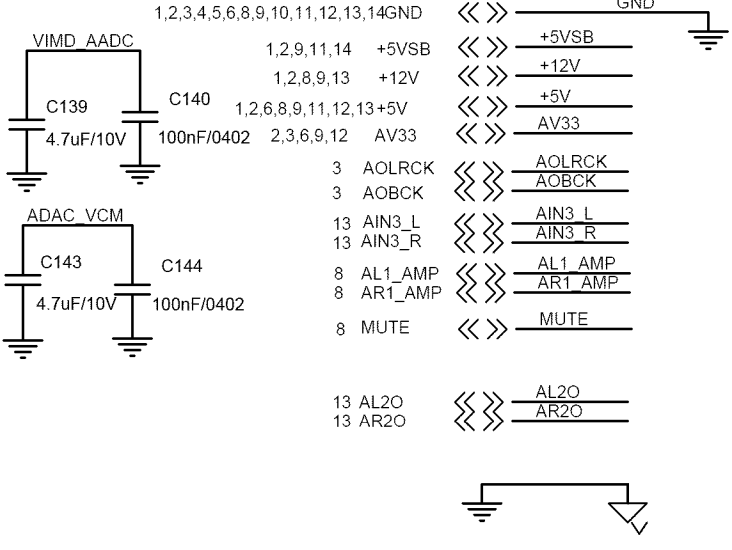 1,2,3,4,5,6,8,9,10,11,12,13,14GND GND
VIMD_AADC
1,2,9,11,14 +5VSB +5VSB
1,2,8,9,13 +12V +12V
C139 C140
1,2,6,8,9,11,12,13+5V +5V
4.7uF/10V 100nF/0402
2,3,6,9,12 AV33 AV33
3 AOLRCK AOLRCK
3 AOBCK AOBCK
ADAC_VCM
13 AIN3_L AIN3_L
13 AIN3_R AIN3_R
C143 C144
8 AL1_AMP AL1_AMP
8 AR1_AMP AR1_AMP
4.7uF/10V 100nF/0402
8 MUTE MUTE
13 AL2O AL2O
13 AR2O AR2O